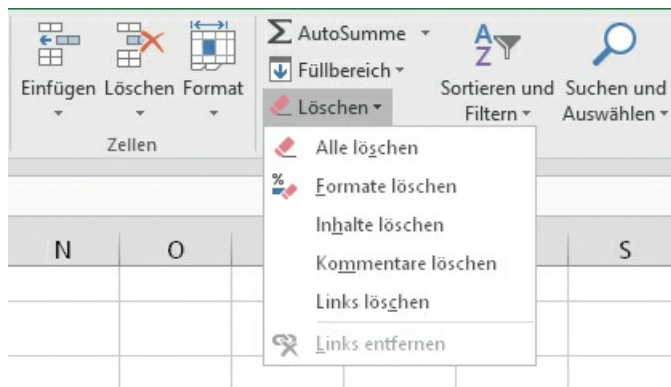 Einfügen Löschen Format
Zellen
AutoSumme
Füllbereich
Löschen
Sortieren und Filtern
Suchen und Auswählen
Alle löschen
Formate löschen
Inhalte löschen
Kommentare löschen
Links löschen
Links entfernen
N O S